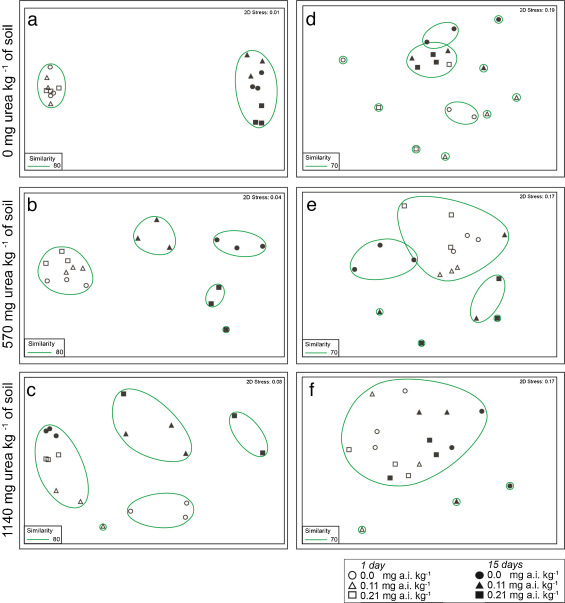 0 mg urea kg⁻¹ of soil
a
2D Stress: 0.01
Similarity
80
d
2D Stress: 0.19
Similarity
70
570 mg urea kg⁻¹ of soil
b
2D Stress: 0.04
Similarity
80
e
2D Stress: 0.17
Similarity
70
1140 mg urea kg⁻¹ of soil
c
2D Stress: 0.08
Similarity
80
f
2D Stress: 0.17
Similarity
70
1 day
0.0 mg a.i. kg⁻¹
0.11 mg a.i. kg⁻¹
0.21 mg a.i. kg⁻¹
15 days
0.0 mg a.i. kg⁻¹
0.11 mg a.i. kg⁻¹
0.21 mg a.i. kg⁻¹